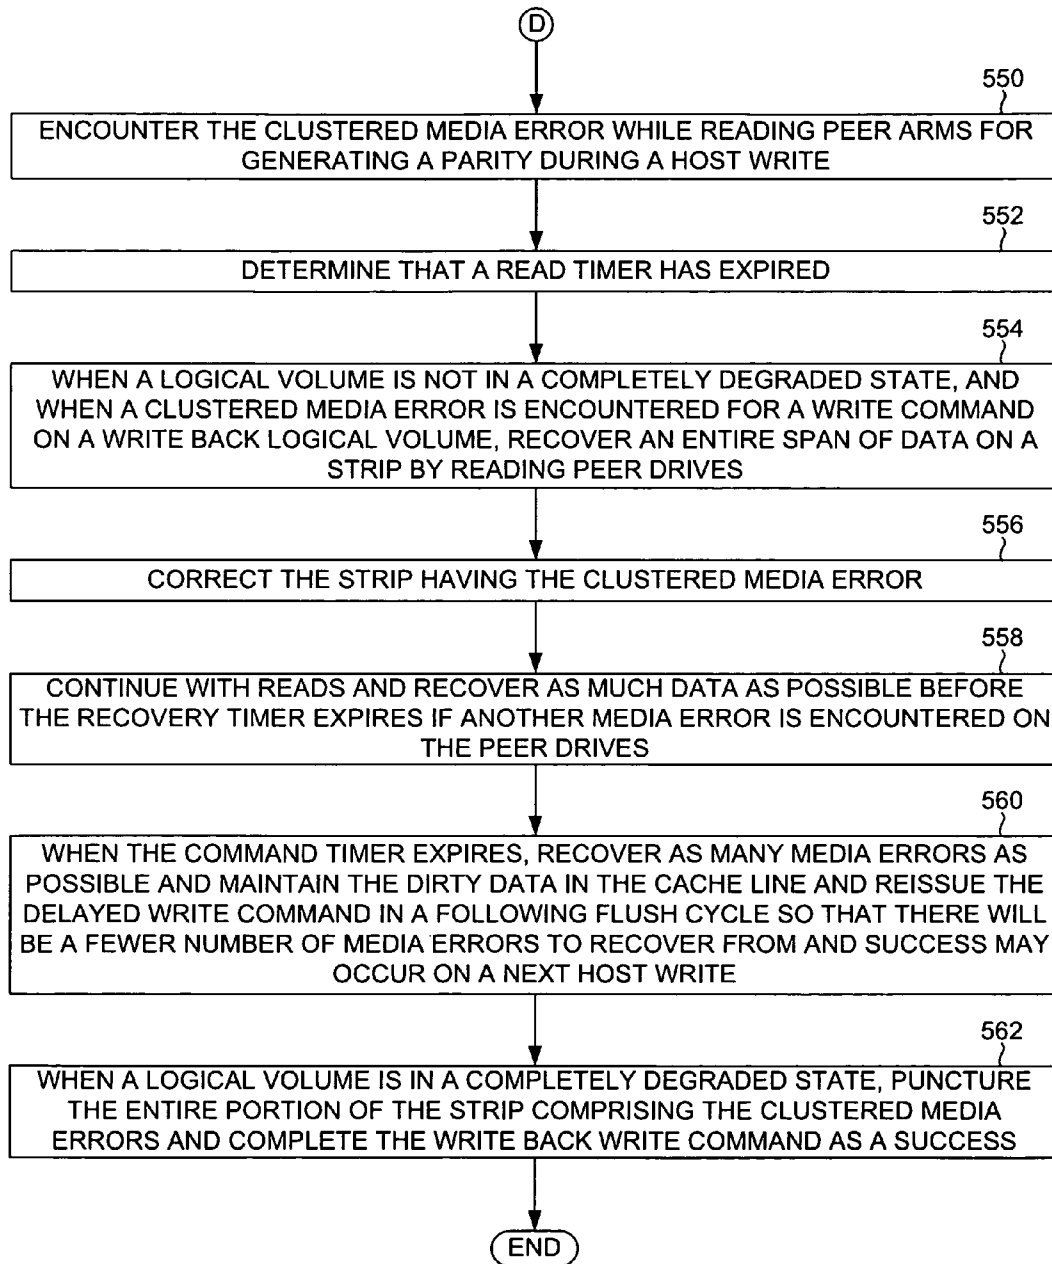 D
550
ENCOUNTER THE CLUSTERED MEDIA ERROR WHILE READING PEER ARMS FOR
GENERATING A PARITY DURING A HOST WRITE
552
DETERMINE THAT A READ TIMER HAS EXPIRED
554
WHEN A LOGICAL VOLUME IS NOT IN A COMPLETELY DEGRADED STATE, AND
WHEN A CLUSTERED MEDIA ERROR IS ENCOUNTERED FOR A WRITE COMMAND
ON A WRITE BACK LOGICAL VOLUME, RECOVER AN ENTIRE SPAN OF DATA ON A
STRIP BY READING PEER DRIVES
556
CORRECT THE STRIP HAVING THE CLUSTERED MEDIA ERROR
558
CONTINUE WITH READS AND RECOVER AS MUCH DATA AS POSSIBLE BEFORE
THE RECOVERY TIMER EXPIRES IF ANOTHER MEDIA ERROR IS ENCOUNTERED ON
THE PEER DRIVES
560
WHEN THE COMMAND TIMER EXPIRES, RECOVER AS MANY MEDIA ERRORS AS
POSSIBLE AND MAINTAIN THE DIRTY DATA IN THE CACHE LINE AND REISSUE THE
DELAYED WRITE COMMAND IN A FOLLOWING FLUSH CYCLE SO THAT THERE WILL
BE A FEWER NUMBER OF MEDIA ERRORS TO RECOVER FROM AND SUCCESS MAY
OCCUR ON A NEXT HOST WRITE
562
WHEN A LOGICAL VOLUME IS IN A COMPLETELY DEGRADED STATE, PUNCTURE
THE ENTIRE PORTION OF THE STRIP COMPRISING THE CLUSTERED MEDIA
ERRORS AND COMPLETE THE WRITE BACK WRITE COMMAND AS A SUCCESS
END